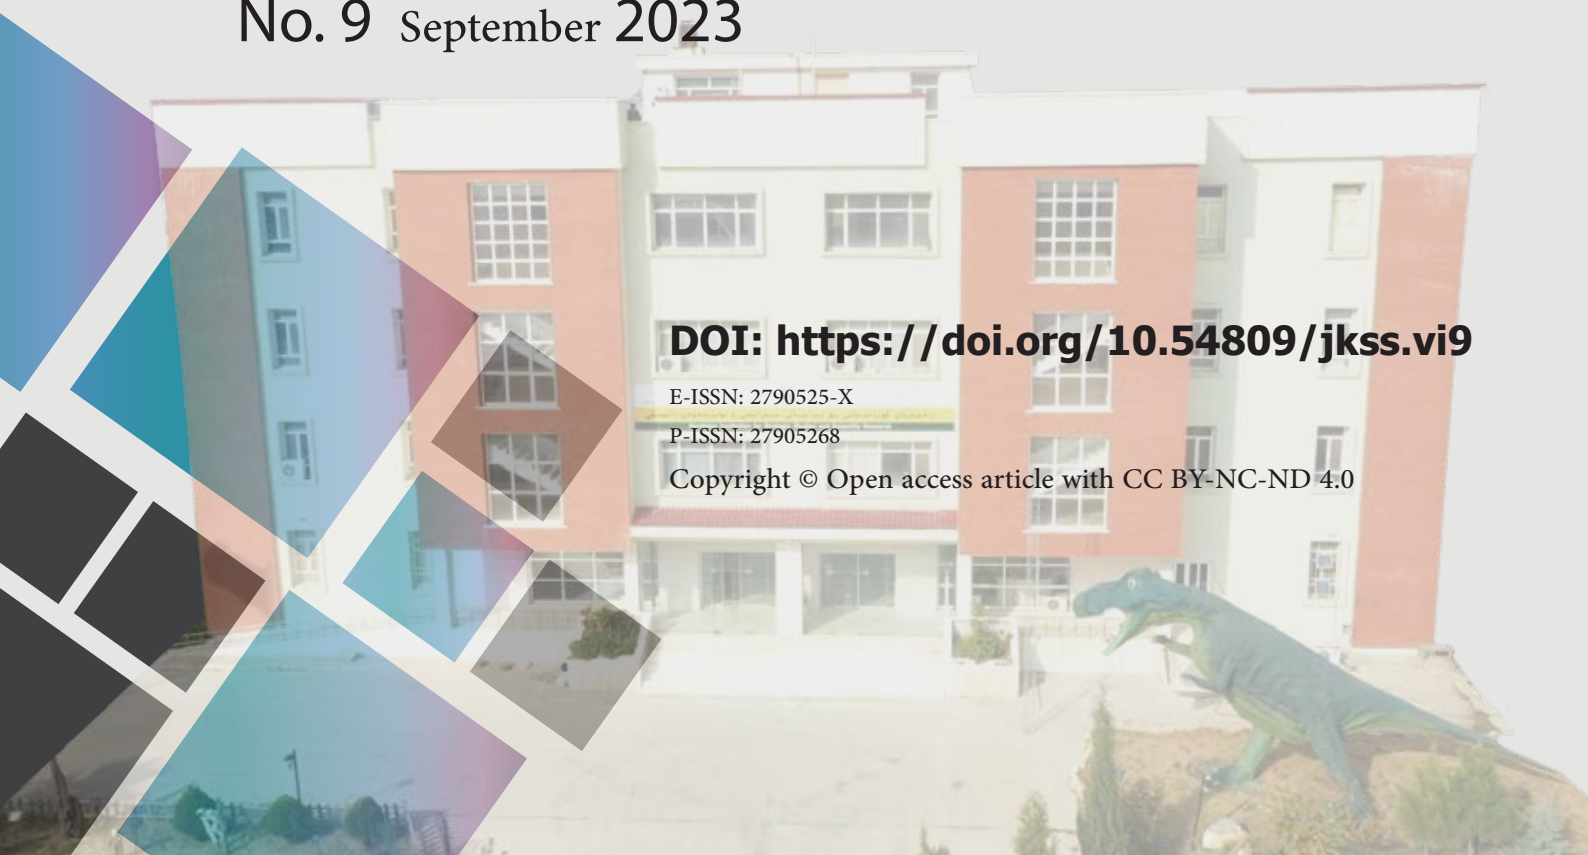 No. 9 September 2023
DOI: https://doi.org/10.54809/jkss.vi9
E-ISSN: 2790525-X
P-ISSN: 27905268
Copyright © Open access article with CC BY-NC-ND 4.0